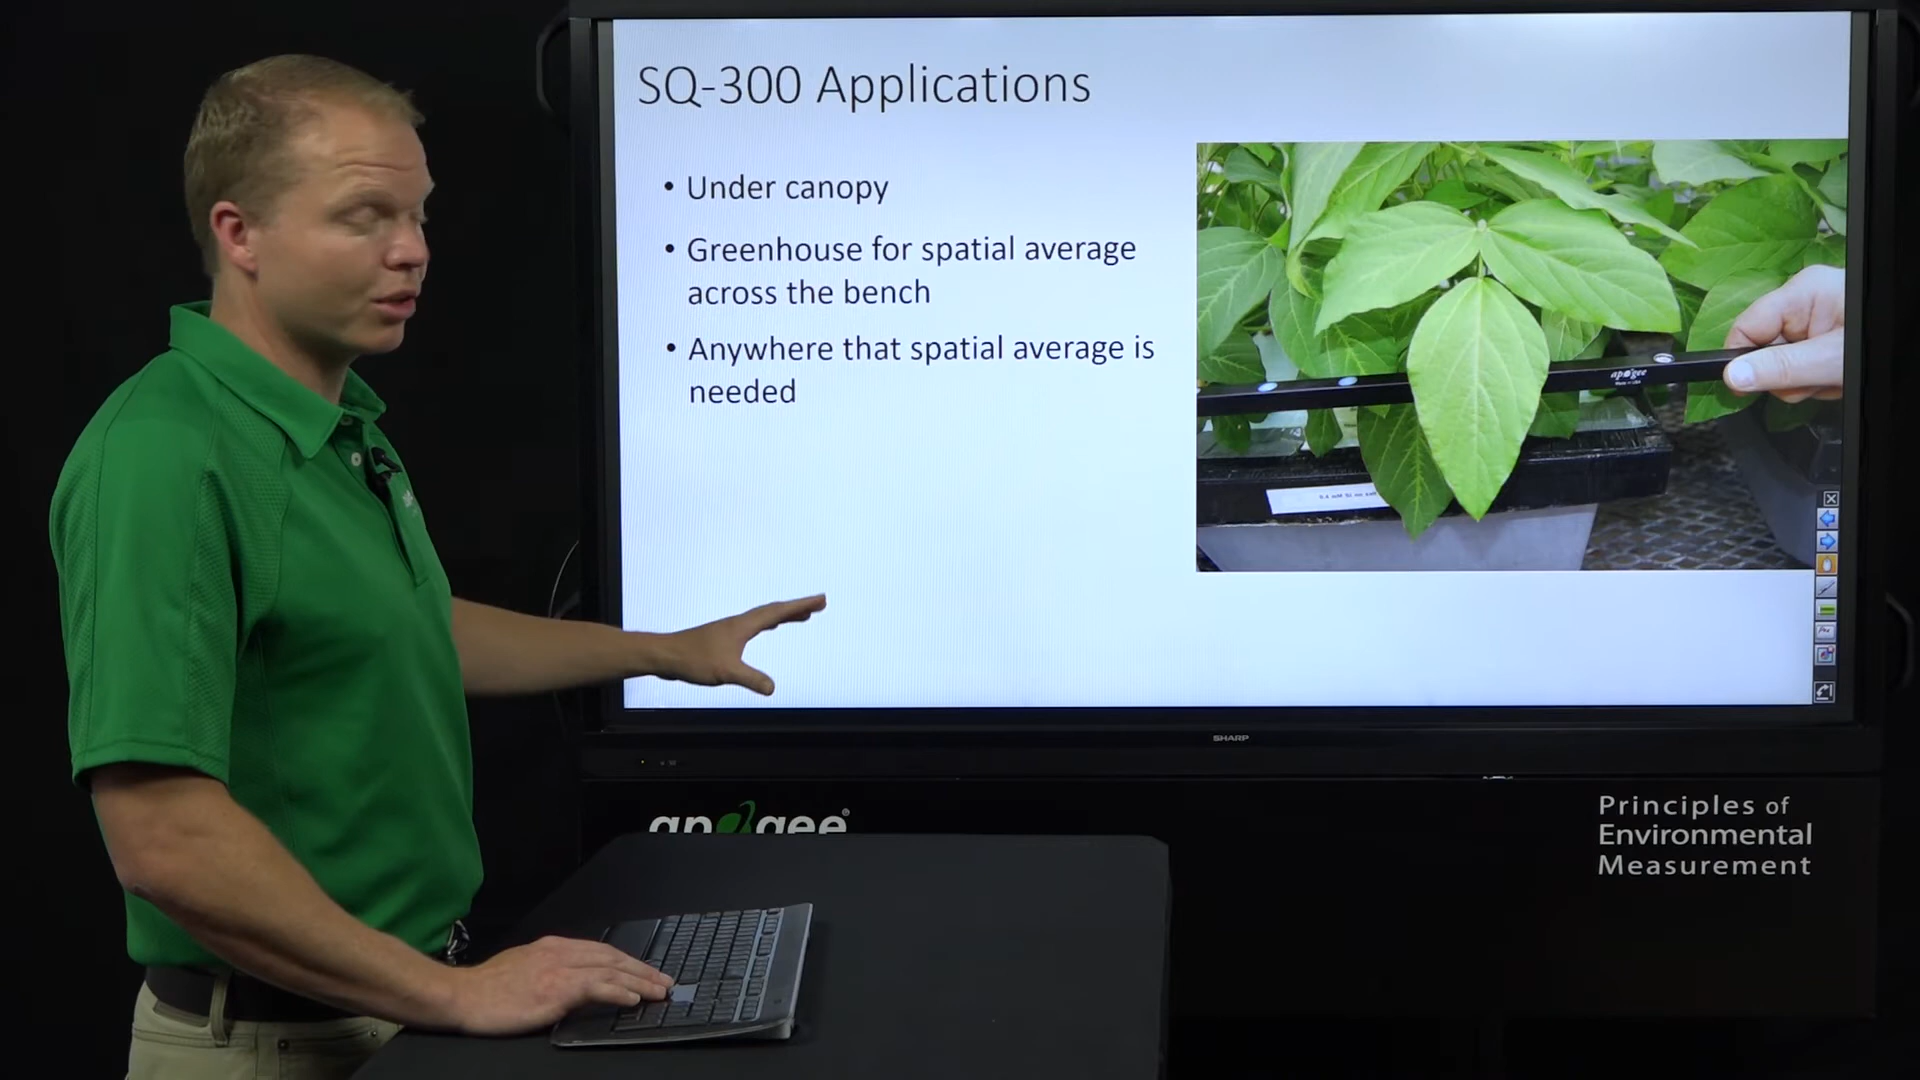 SQ-300 Applications
• Under canopy
• Greenhouse for spatial average
across the bench
• Anywhere that spatial average is
needed
apogee
SHARP
apogee®
Principles of
Environmental
Measurement